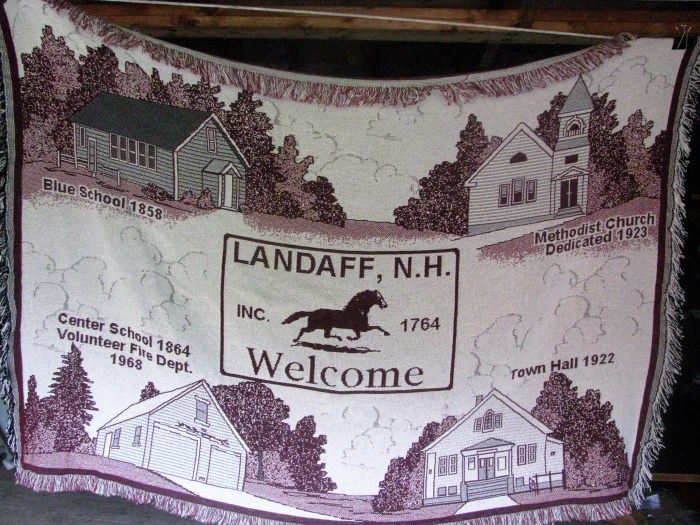 Blue School 1858
Methodist Church
Dedicated 1923
LANDAFF, N.H.
INC. 1764
Welcome
Center School 1864
Volunteer Fire Dept.
1968
Town Hall 1922